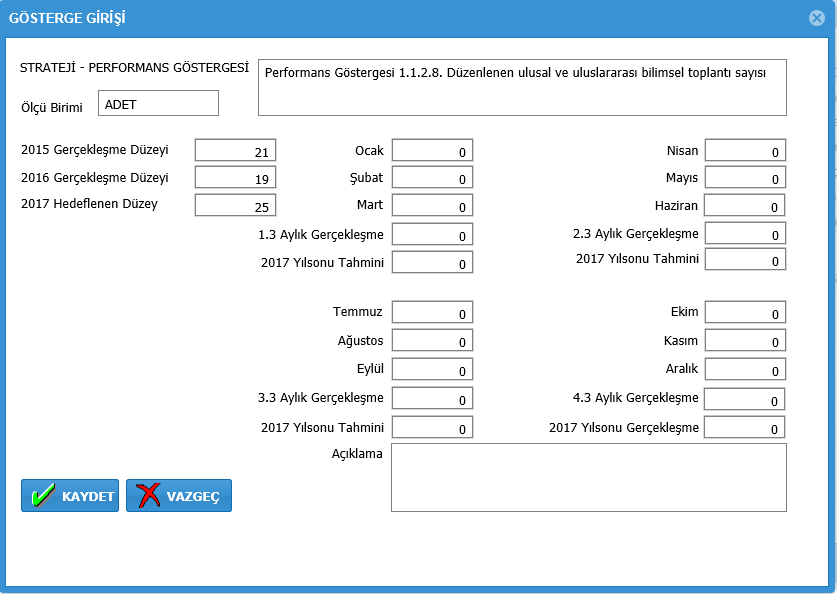 GÖSTERGE GİRİŞİ
STRATEJİ - PERFORMANS GÖSTERGESİ
Performans Göstergesi 1.1.2.8. Düzenlenen ulusal ve uluslararası bilimsel toplantı sayısı
Ölçü Birimi ADET
2015 Gerçekleşme Düzeyi 21 Ocak 0 Nisan 0
2016 Gerçekleşme Düzeyi 19 Şubat 0 Mayıs 0
2017 Hedeflenen Düzey 25 Mart 0 Haziran 0
1.3 Aylık Gerçekleşme 0 2.3 Aylık Gerçekleşme 0
2017 Yılsonu Tahmini 0 2017 Yılsonu Tahmini 0
Temmuz 0 Ekim 0
Ağustos 0 Kasım 0
Eylül 0 Aralık 0
3.3 Aylık Gerçekleşme 0 4.3 Aylık Gerçekleşme 0
2017 Yılsonu Tahmini 0 2017 Yılsonu Gerçekleşme 0
Açıklama
KAYDET VAZGEÇ